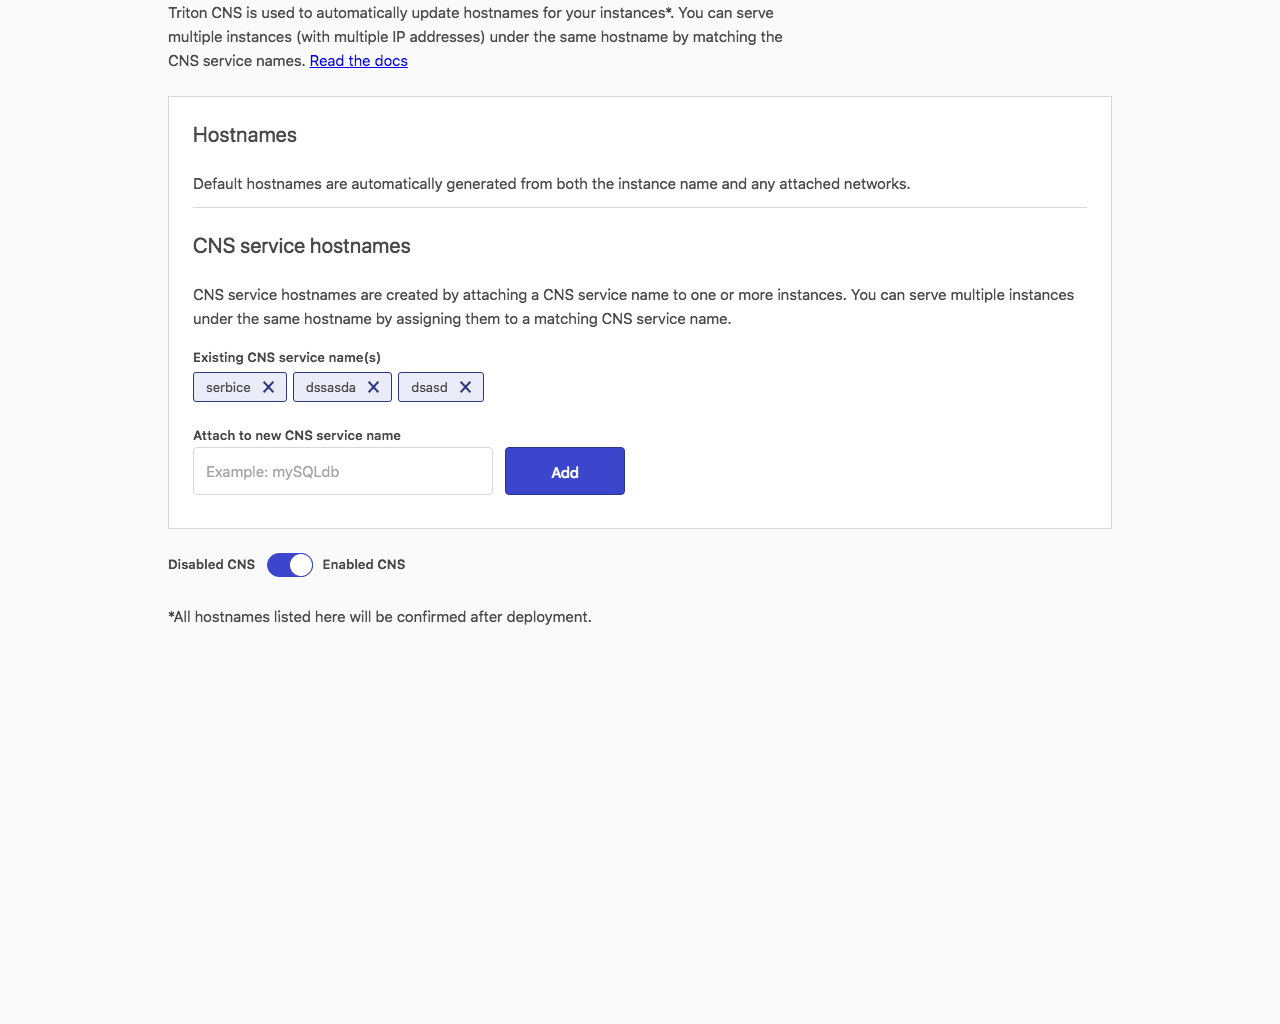 Triton CNS is used to automatically update hostnames for your instances*. You can serve
multiple instances (with multiple IP addresses) under the same hostname by matching the
CNS service names. Read the docs
Hostnames
Default hostnames are automatically generated from both the instance name and any attached networks.
CNS service hostnames
CNS service hostnames are created by attaching a CNS service name to one or more instances. You can serve multiple instances
under the same hostname by assigning them to a matching CNS service name.
Existing CNS service name(s)
serbice dssasda dsasd
Attach to new CNS service name
Example: mySQLdb Add
Disabled CNS Enabled CNS
*All hostnames listed here will be confirmed after deployment.